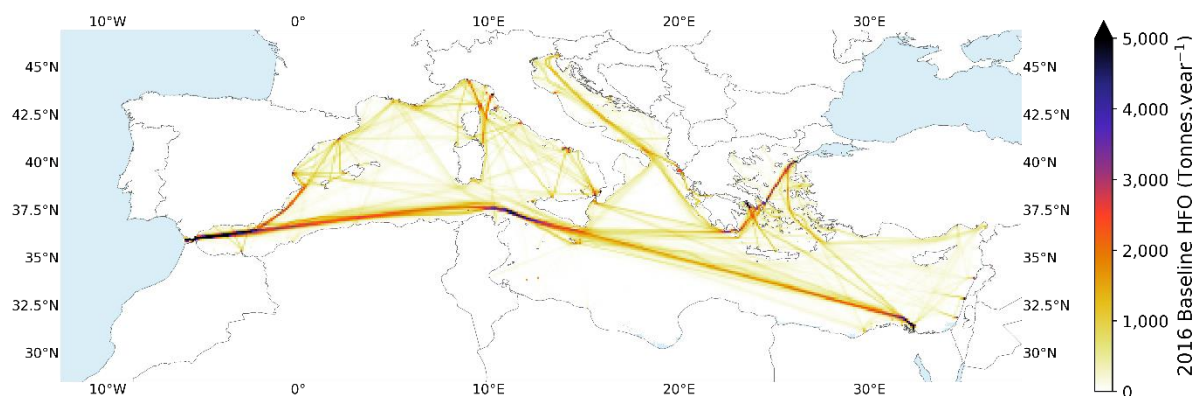 10°W 0° 10°E 20°E 30°E
45°N 45°N
42.5°N 42.5°N
40°N 40°N
37.5°N 37.5°N
35°N 35°N
32.5°N 32.5°N
30°N 30°N
10°W 0° 10°E 20°E 30°E
5,000
4,000
3,000
2,000
1,000
0
2016 Baseline HFO (Tonnes.year⁻¹)